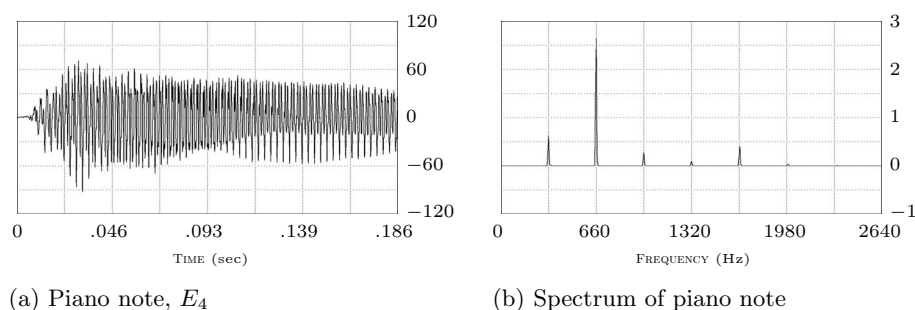 120
60
0
−60
−120
0 .046 .093 .139 .186
TIME (sec)
(a) Piano note, E4
3
2
1
0
−1
0 660 1320 1980 2640
FREQUENCY (Hz)
(b) Spectrum of piano note